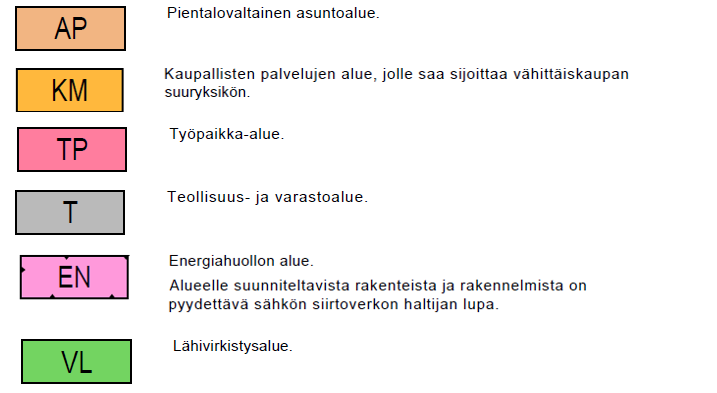 AP Pientalovaltainen asuntoalue.
KM Kaupallisten palvelujen alue, jolle saa sijoittaa vähittäiskaupan
suuryksikön.
TP Työpaikka-alue.
T Teollisuus- ja varastoalue.
EN Energiahuollon alue.
Alueelle suunniteltavista rakenteista ja rakennelmista on
pyydettävä sähkön siirtoverkon haltijan lupa.
VL Lähivirkistysalue.